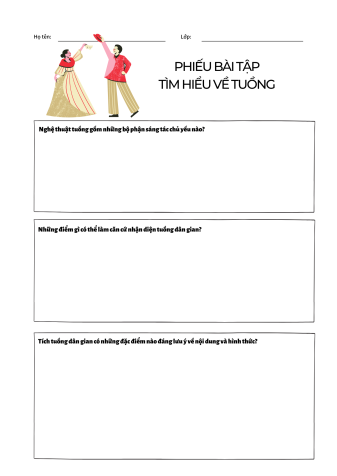 Họ tên: Lớp:
PHIẾU BÀI TẬP
TÌM HIỂU VỀ TUỒNG
Nghệ thuật tuồng gồm những bộ phận sáng tác chủ yếu nào?
Những điểm gì có thể làm căn cứ nhận diện tuồng dân gian?
Tích tuồng dân gian có những đặc điểm nào đáng lưu ý về nội dung và hình thức?